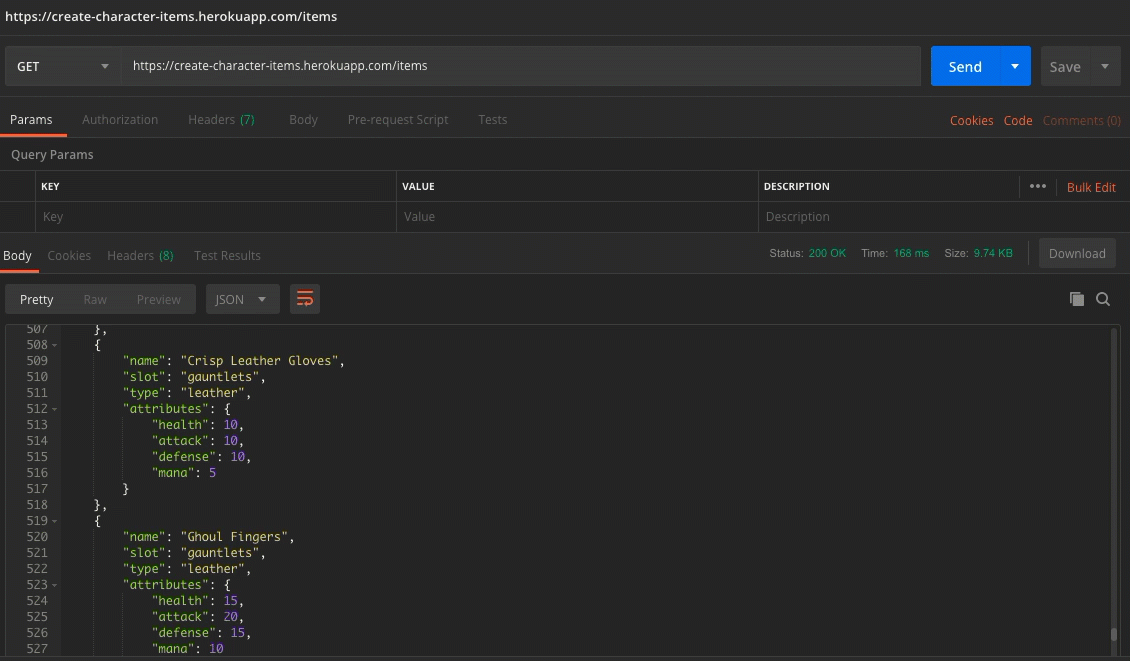 https://create-character-items.herokuapp.com/items
GET https://create-character-items.herokuapp.com/items Send Save
Params Authorization Headers (7) Body Pre-request Script Tests Cookies Code Comments (0)
Query Params
KEY VALUE DESCRIPTION ••• Bulk Edit
Key Value Description
Body Cookies Headers (8) Test Results Status: 200 OK Time: 168 ms Size: 9.74 KB Download
Pretty Raw Preview JSON
507 },
508 {
509 "name": "Crisp Leather Gloves",
510 "slot": "gauntlets",
511 "type": "leather",
512 "attributes": {
513 "health": 10,
514 "attack": 10,
515 "defense": 10,
516 "mana": 5
517 }
518 },
519 {
520 "name": "Ghoul Fingers",
521 "slot": "gauntlets",
522 "type": "leather",
523 "attributes": {
524 "health": 15,
525 "attack": 20,
526 "defense": 15,
527 "mana": 10